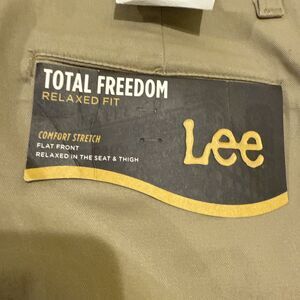 TOTAL FREEDOM
RELAXED FIT
COMFORT STRETCH
FLAT FRONT
RELAXED IN THE SEAT & THIGH
Lee